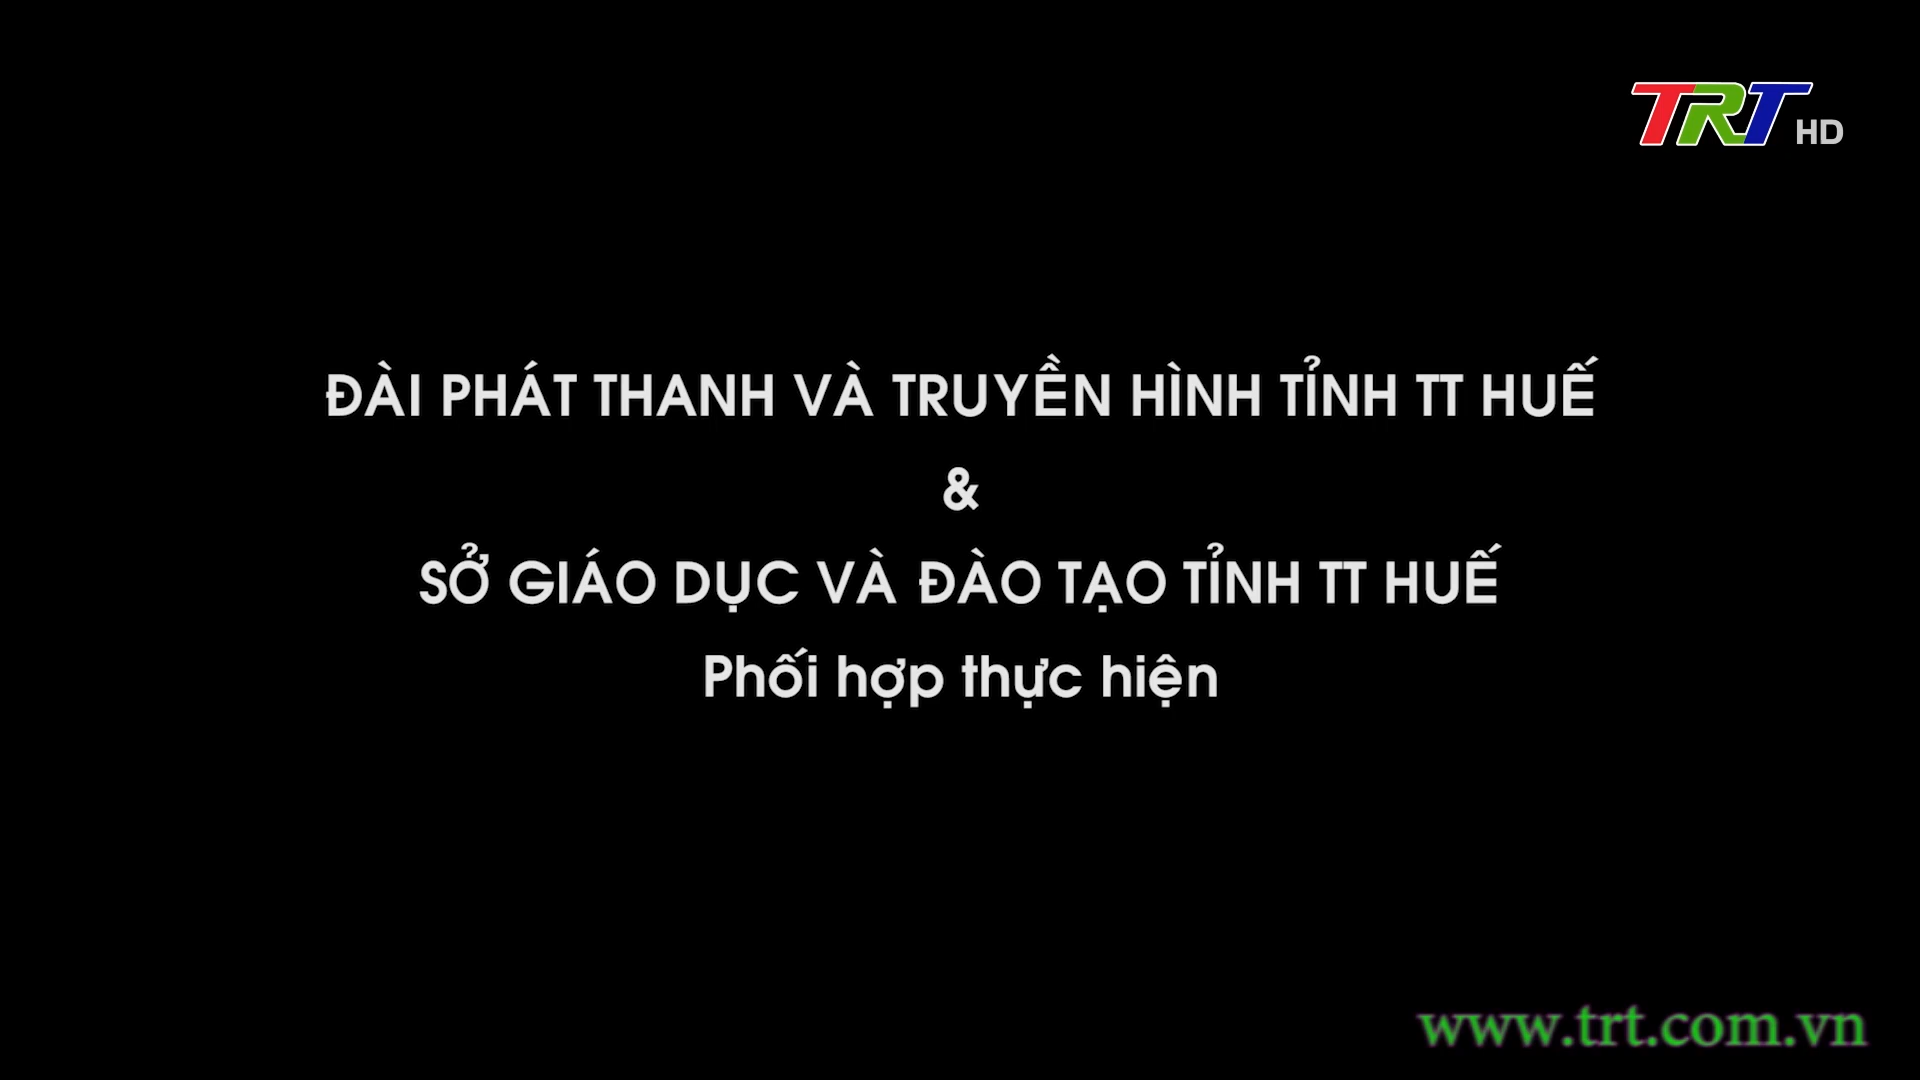 TRT HD
ĐÀI PHÁT THANH VÀ TRUYỀN HÌNH TỈNH TT HUẾ
&
SỞ GIÁO DỤC VÀ ĐÀO TẠO TỈNH TT HUẾ
Phối hợp thực hiện
www.trt.com.vn